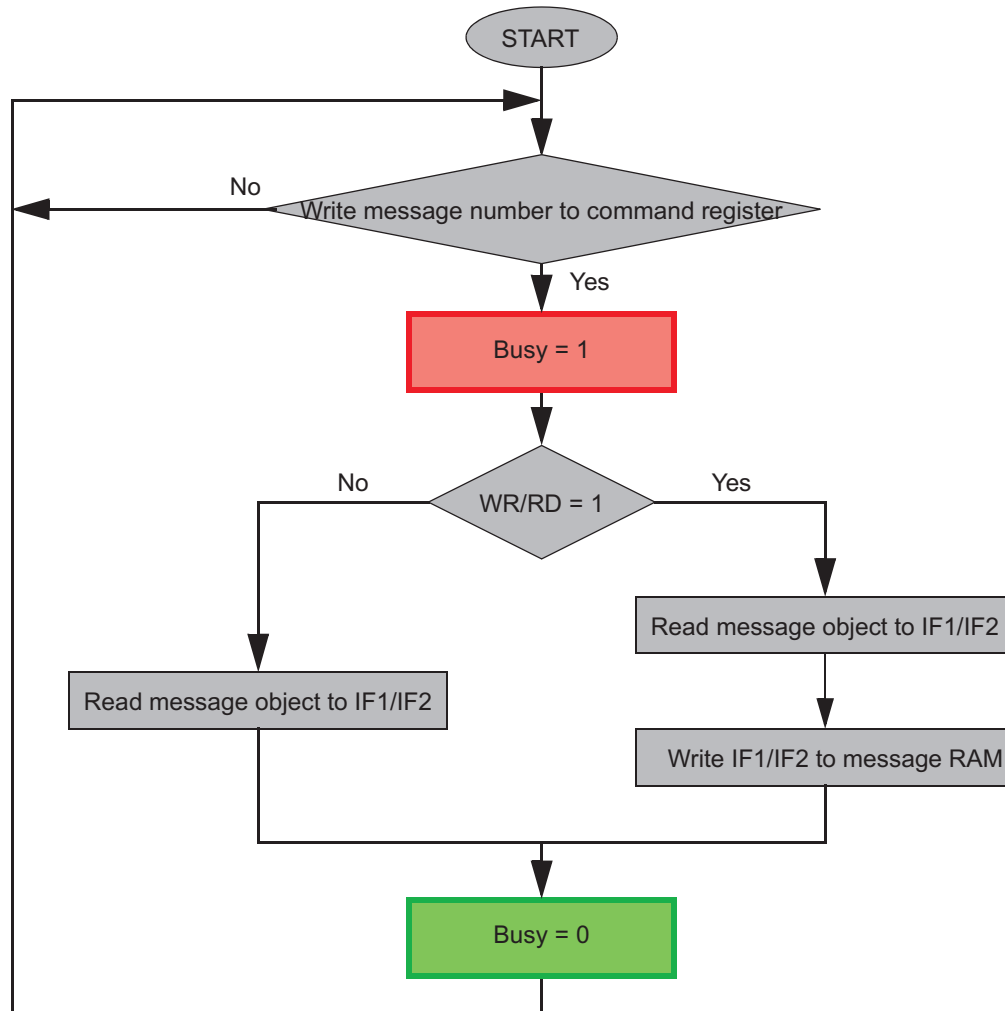 START
No
Write message number to command register
Yes
Busy = 1
No
WR/RD = 1
Yes
Read message object to IF1/IF2
Read message object to IF1/IF2
Write IF1/IF2 to message RAM
Busy = 0